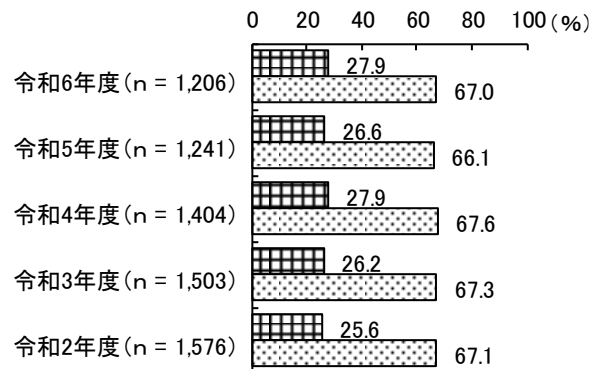 0 20 40 60 80 100(%)
令和6年度(n = 1,206) 27.9
67.0
令和5年度(n = 1,241) 26.6
66.1
令和4年度(n = 1,404) 27.9
67.6
令和3年度(n = 1,503) 26.2
67.3
令和2年度(n = 1,576) 25.6
67.1